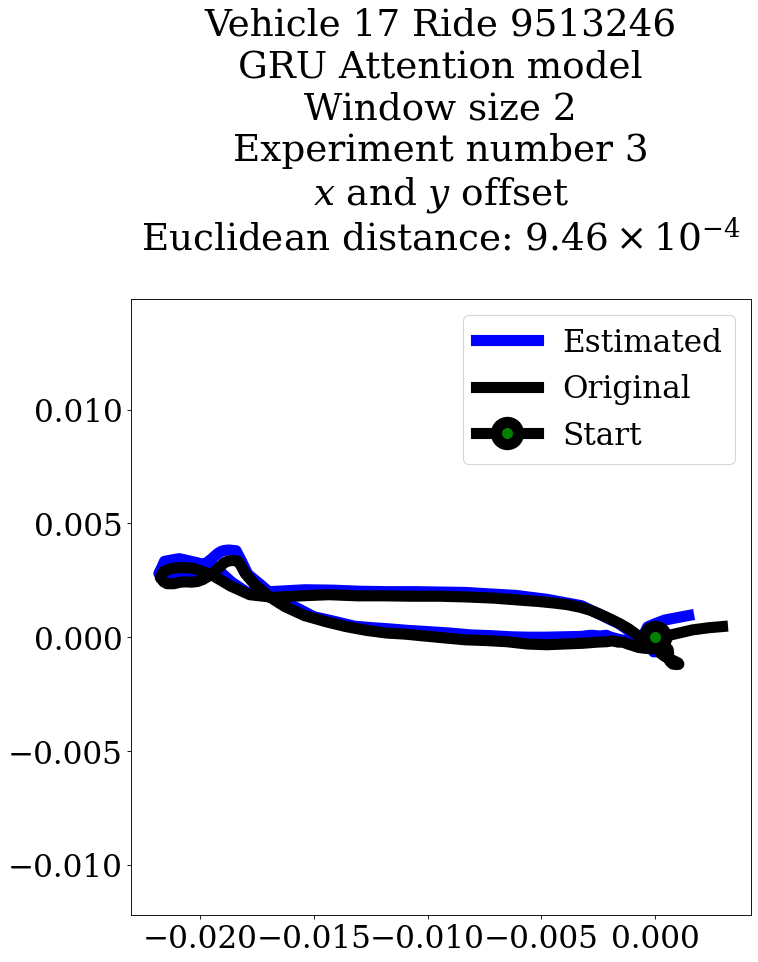 Vehicle 17 Ride 9513246
GRU Attention model
Window size 2
Experiment number 3
x and y offset
Euclidean distance: 9.46 × 10⁻⁴
Estimated
Original
Start
0.010
0.005
0.000
−0.005
−0.010
−0.020 −0.015 −0.010 −0.005 0.000